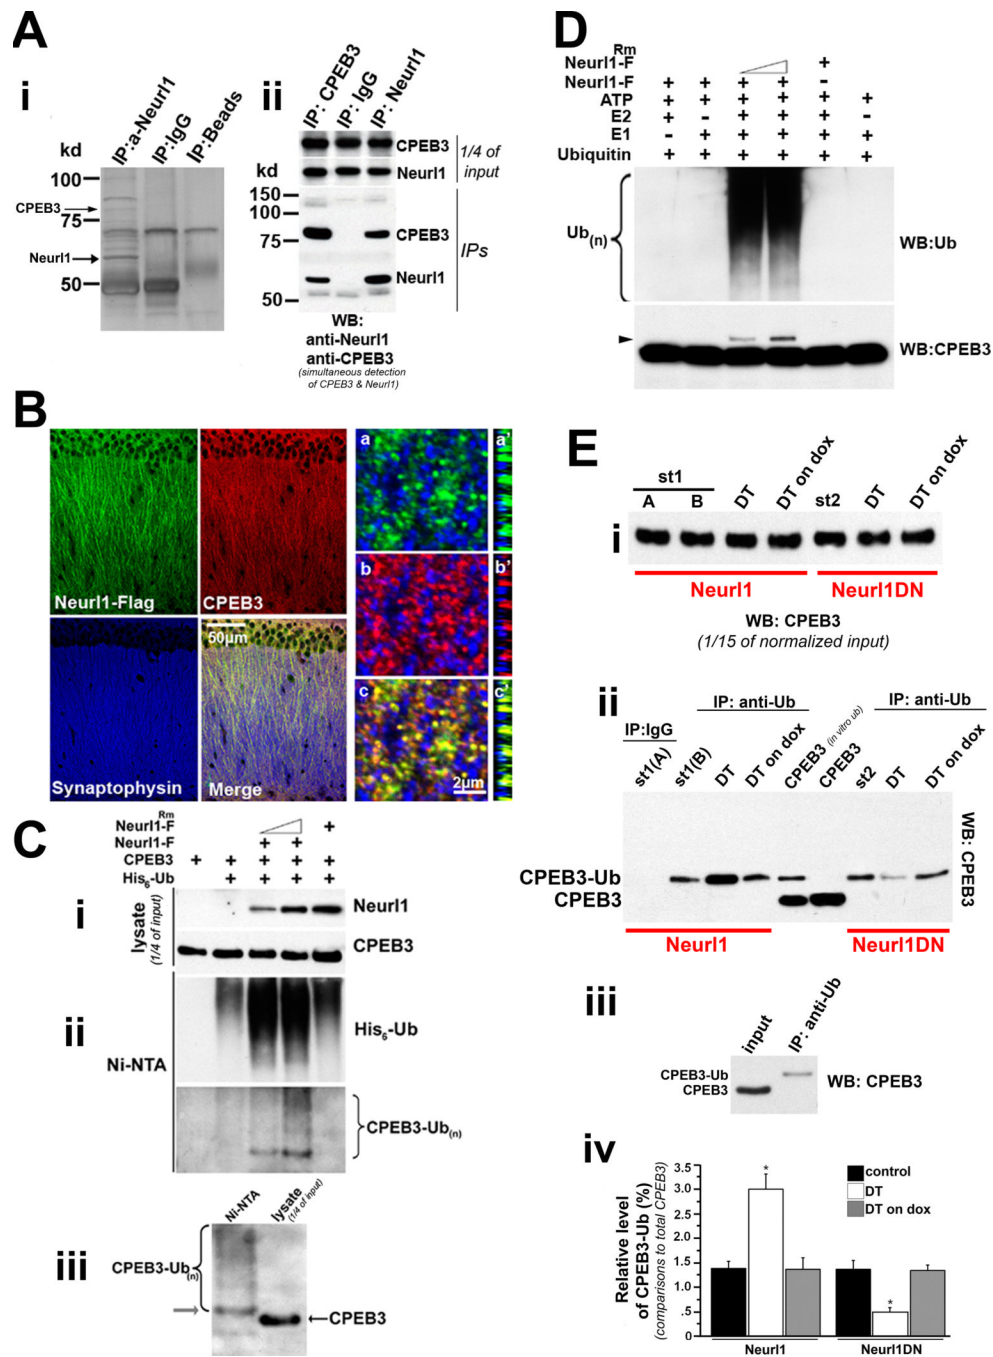 A
i
IP:a-Neurl1
IP:IgG
IP:Beads
kd
100
CPEB3
75
Neurl1
50
ii
IP: CPEB3
IP: IgG
IP: Neurl1
CPEB3
Neurl1
1/4 of input
kd
150
100
75
50
CPEB3
Neurl1
IPs
WB:
anti-Neurl1
anti-CPEB3
(simultaneous detection
of CPEB3 & Neurl1)
B
Neurl1-Flag
CPEB3
Synaptophysin
50µm
Merge
a
a'
b
b'
c
c'
2µm
C
Neurl1-F Rm +
Neurl1-F + +
CPEB3 + + + + +
His6-Ub + + + +
i
lysate
(1/4 of input)
Neurl1
CPEB3
ii
Ni-NTA
His6-Ub
CPEB3-Ub(n)
iii
Ni-NTA
lysate
(1/4 of input)
CPEB3-Ub(n)
CPEB3
D
Neurl1-F Rm +
Neurl1-F + + + + -
ATP + + + + + +
E2 + - + + + -
E1 - + + + + +
Ubiquitin + + + + + +
Ub(n)
WB:Ub
WB:CPEB3
E
i
st1
A
B
DT
DT on dox
st2
DT
DT on dox
Neurl1
Neurl1DN
WB: CPEB3
(1/15 of normalized input)
ii
IP:IgG
IP: anti-Ub
IP: anti-Ub
st1(A)
st1(B)
DT
DT on dox
CPEB3 (in vitro ub)
CPEB3
st2
DT
DT on dox
CPEB3-Ub
CPEB3
WB: CPEB3
Neurl1
Neurl1DN
iii
input
IP: anti-Ub
CPEB3-Ub
CPEB3
WB: CPEB3
iv
Relative level
of CPEB3-Ub (%)
(comparisons to total CPEB3)
3.5
3.0
2.5
2.0
1.5
1.0
.5
0
*
*
control
DT
DT on dox
Neurl1
Neurl1DN